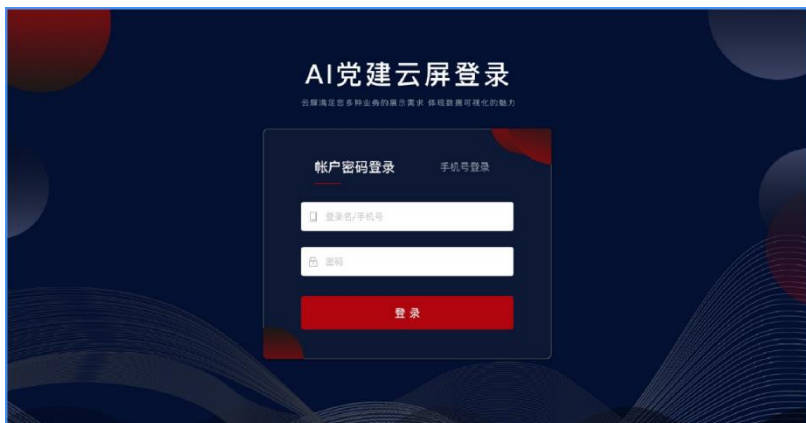 AI党建云屏登录
云屏满足您多种业务的展示需求 体现数据可视化的魅力
帐户密码登录 手机号登录
登录名/手机号
密码
登录